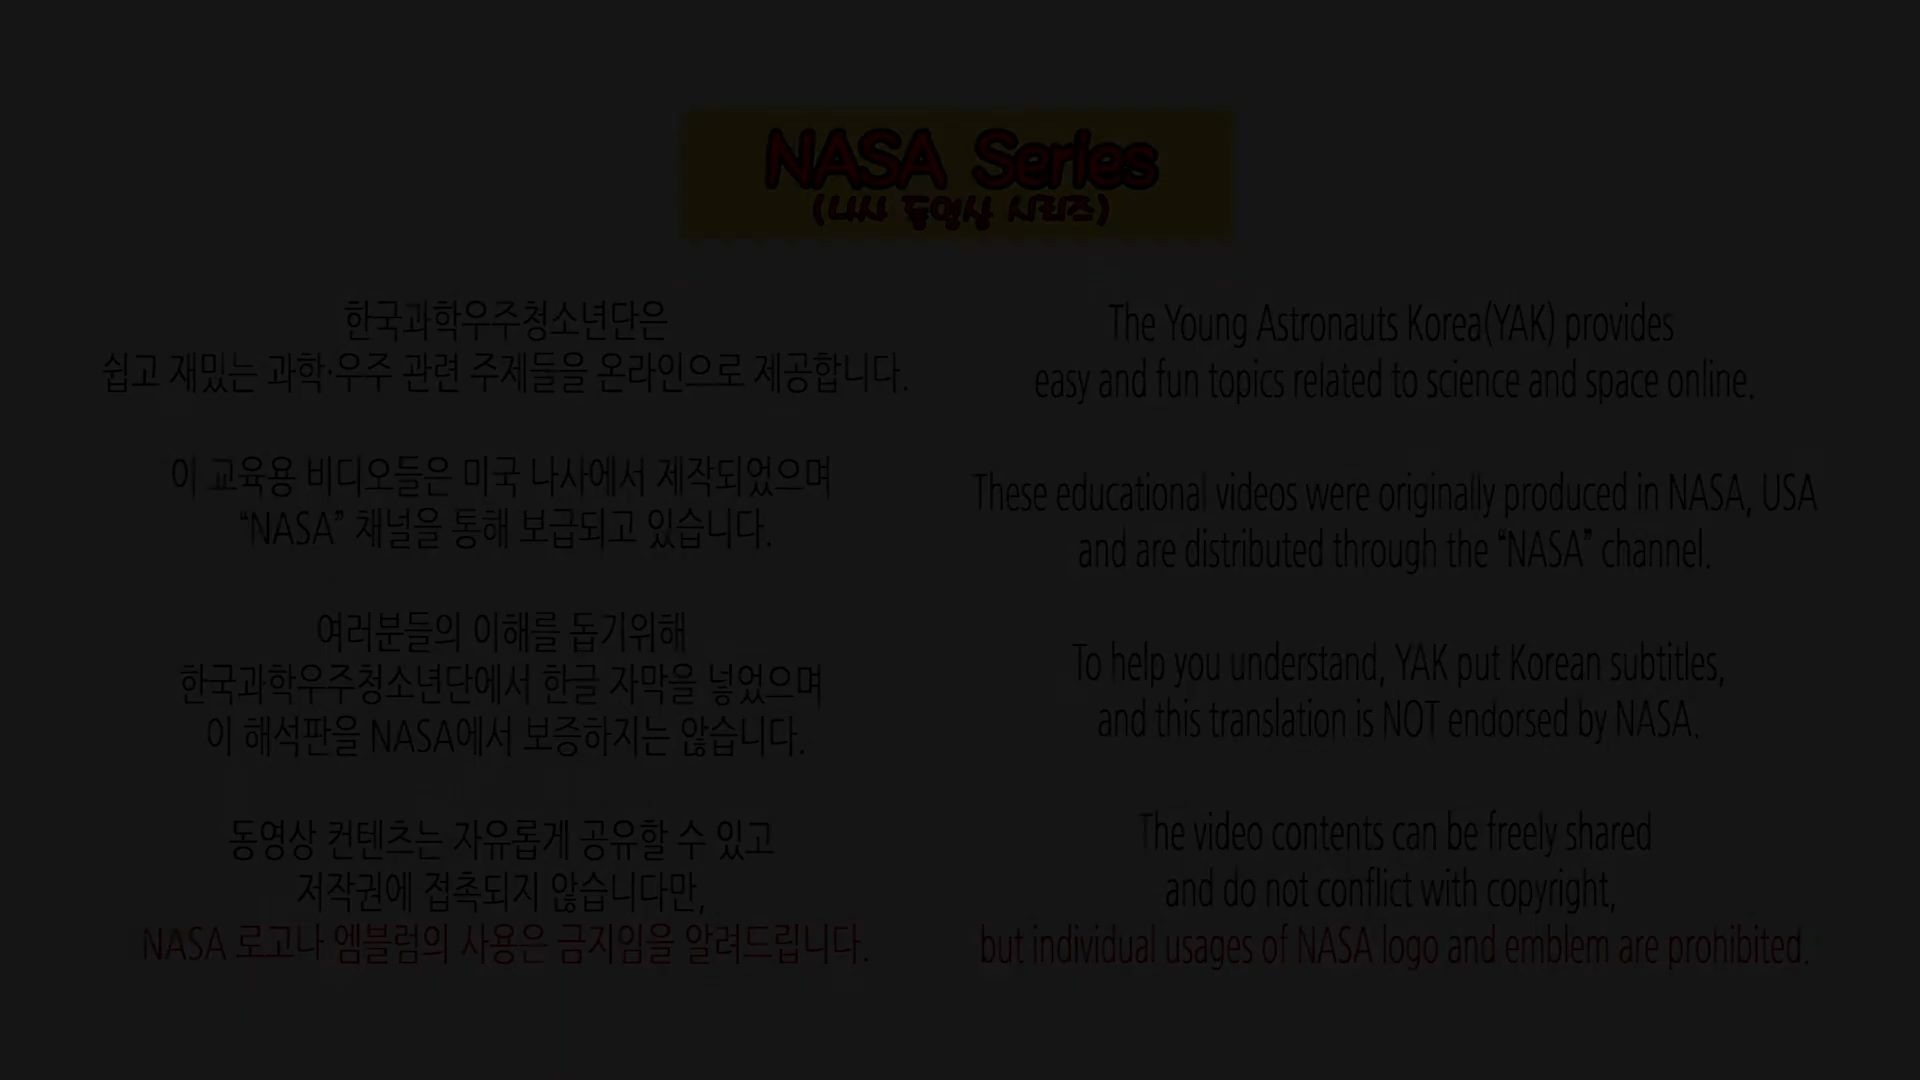 NASA Series
(나사 동영상 시리즈)
한국과학우주청소년단은
쉽고 재밌는 과학·우주 관련 주제들을 온라인으로 제공합니다.
이 교육용 비디오들은 미국 나사에서 제작되었으며
“NASA” 채널을 통해 보급되고 있습니다.
여러분들의 이해를 돕기위해
한국과학우주청소년단에서 한글 자막을 넣었으며
이 해석판을 NASA에서 보증하지는 않습니다.
동영상 컨텐츠는 자유롭게 공유할 수 있고
저작권에 접촉되지 않습니다만,
NASA 로고나 엠블럼의 사용은 금지임을 알려드립니다.
The Young Astronauts Korea(YAK) provides
easy and fun topics related to science and space online.
These educational videos were originally produced in NASA, USA
and are distributed through the “NASA” channel.
To help you understand, YAK put Korean subtitles,
and this translation is NOT endorsed by NASA.
The video contents can be freely shared
and do not conflict with copyright,
but individual usages of NASA logo and emblem are prohibited.